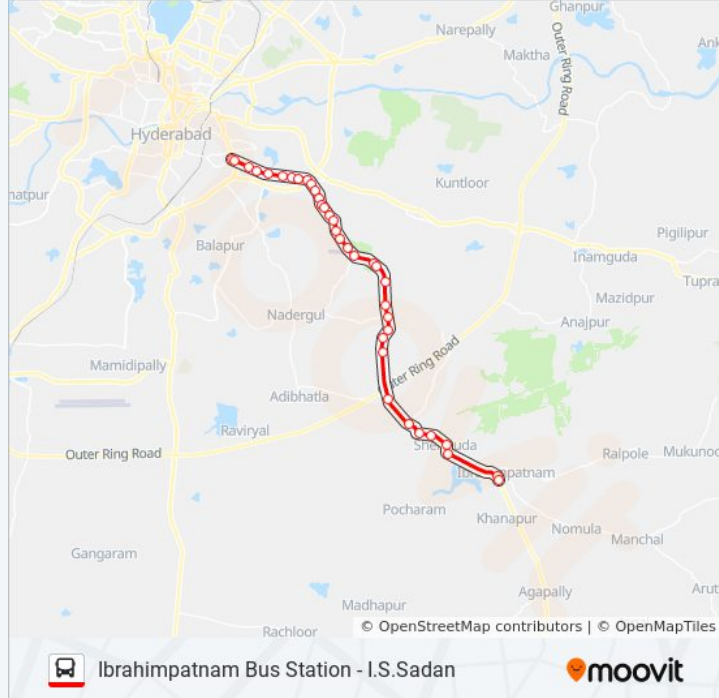 Ghanpur
Narepally
Maktha
Outer Ring Road
Ank
Hyderabad
Kuntloor
natpur
Pigilipur
Balapur
Inamguda
Tupra
Mazidpur
Nadergul
Anajpur
Mamidipally
Outer Ring Road
Adibhatla
Raviryal
Outer Ring Road
Raipole
Mukunoo
Pocharam
Khanapur
Nomula
Manchal
Gangaram
Agapally
Madhapur
Arut
Rachloor
© OpenStreetMap contributors | © OpenMapTiles
Ibrahimpatnam Bus Station - I.S.Sadan
moovit